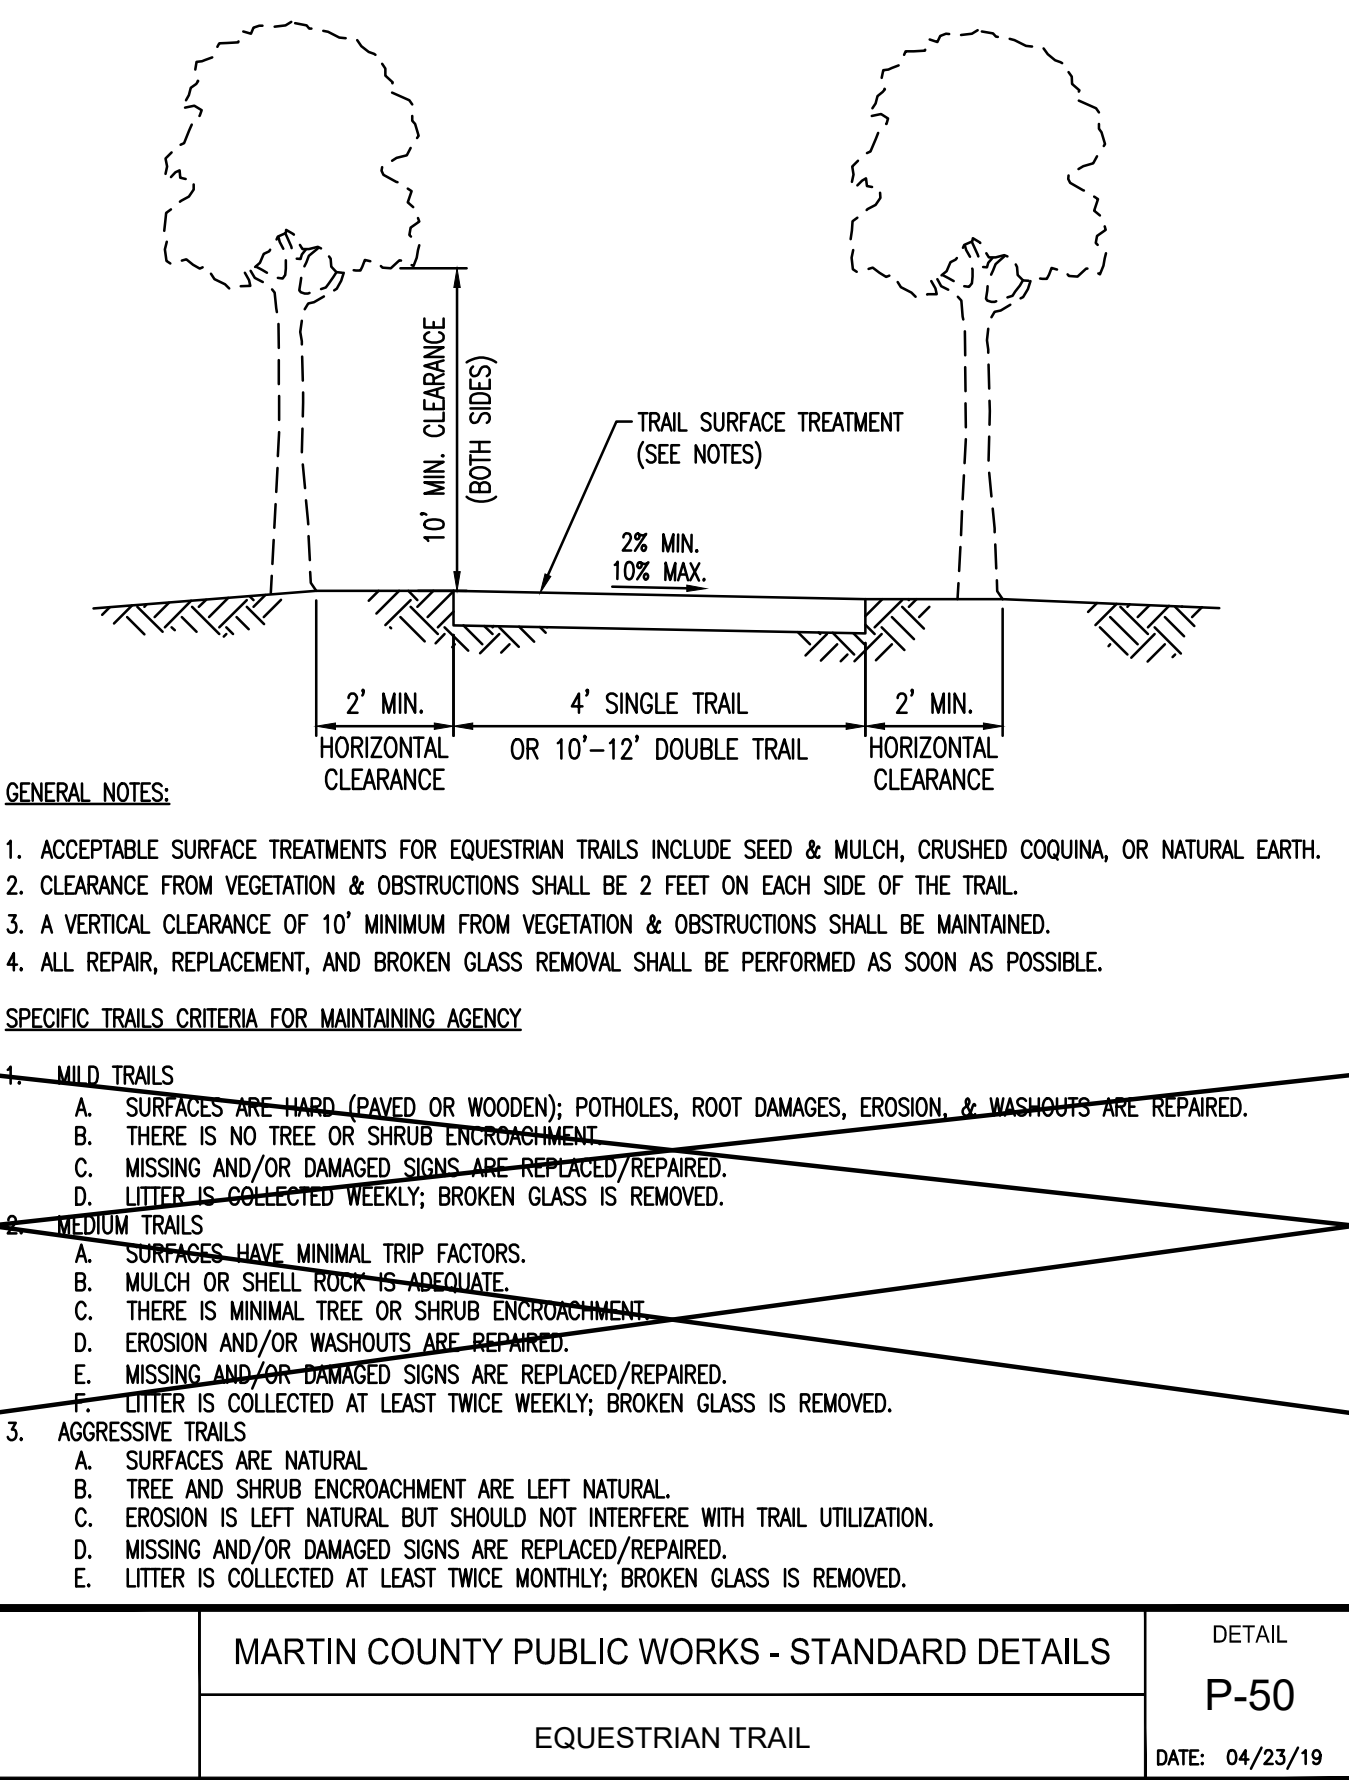 10' MIN. CLEARANCE
(BOTH SIDES)
TRAIL SURFACE TREATMENT
(SEE NOTES)
2% MIN.
10% MAX.
2' MIN.
HORIZONTAL
CLEARANCE
4' SINGLE TRAIL
OR 10'-12' DOUBLE TRAIL
2' MIN.
HORIZONTAL
CLEARANCE
GENERAL NOTES:
1. ACCEPTABLE SURFACE TREATMENTS FOR EQUESTRIAN TRAILS INCLUDE SEED & MULCH, CRUSHED COQUINA, OR NATURAL EARTH.
2. CLEARANCE FROM VEGETATION & OBSTRUCTIONS SHALL BE 2 FEET ON EACH SIDE OF THE TRAIL.
3. A VERTICAL CLEARANCE OF 10' MINIMUM FROM VEGETATION & OBSTRUCTIONS SHALL BE MAINTAINED.
4. ALL REPAIR, REPLACEMENT, AND BROKEN GLASS REMOVAL SHALL BE PERFORMED AS SOON AS POSSIBLE.
SPECIFIC TRAILS CRITERIA FOR MAINTAINING AGENCY
1. MILD TRAILS
A. SURFACES ARE HARD (PAVED OR WOODEN); POTHOLES, ROOT DAMAGES, EROSION, & WASHOUTS ARE REPAIRED.
B. THERE IS NO TREE OR SHRUB ENCROACHMENT.
C. MISSING AND/OR DAMAGED SIGNS ARE REPLACED/REPAIRED.
D. LITTER IS COLLECTED WEEKLY; BROKEN GLASS IS REMOVED.
2. MEDIUM TRAILS
A. SURFACES HAVE MINIMAL TRIP FACTORS.
B. MULCH OR SHELL ROCK IS ADEQUATE.
C. THERE IS MINIMAL TREE OR SHRUB ENCROACHMENT.
D. EROSION AND/OR WASHOUTS ARE REPAIRED.
E. MISSING AND/OR DAMAGED SIGNS ARE REPLACED/REPAIRED.
F. LITTER IS COLLECTED AT LEAST TWICE WEEKLY; BROKEN GLASS IS REMOVED.
3. AGGRESSIVE TRAILS
A. SURFACES ARE NATURAL
B. TREE AND SHRUB ENCROACHMENT ARE LEFT NATURAL.
C. EROSION IS LEFT NATURAL BUT SHOULD NOT INTERFERE WITH TRAIL UTILIZATION.
D. MISSING AND/OR DAMAGED SIGNS ARE REPLACED/REPAIRED.
E. LITTER IS COLLECTED AT LEAST TWICE MONTHLY; BROKEN GLASS IS REMOVED.
MARTIN COUNTY PUBLIC WORKS - STANDARD DETAILS
EQUESTRIAN TRAIL
DETAIL
P-50
DATE: 04/23/19